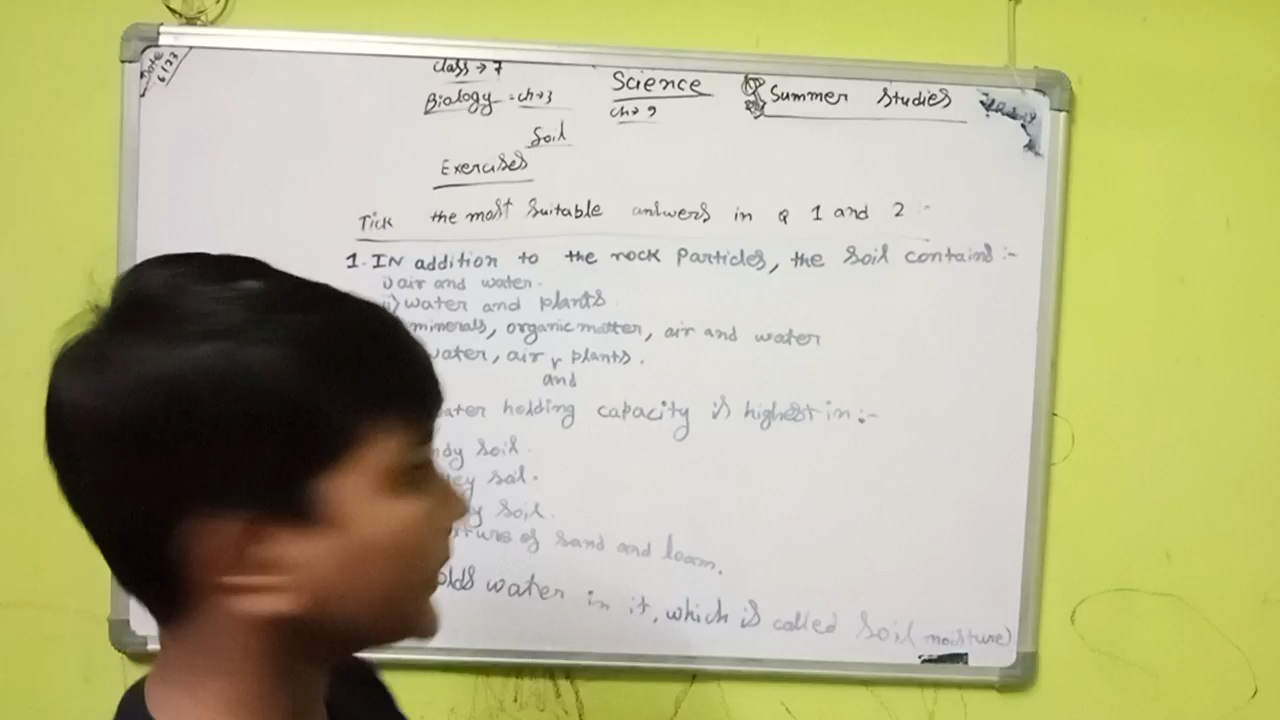 Date
6/23
Class → 7
Biology - ch→3
Science
ch→9
Summer Studies
Soil
Exercises
Tick the most suitable answers in Q 1 and 2 :-
1. IN addition to the rock Particles, the soil contains :-
i) air and water.
ii) water and plants.
minerals, organic matter, air and water
water, air, plants.
and
water holding capacity is highest in :-
ndy soil.
yey soil.
y soil.
xture of sand and loam.
olds water in it, which is called Soil moisture)